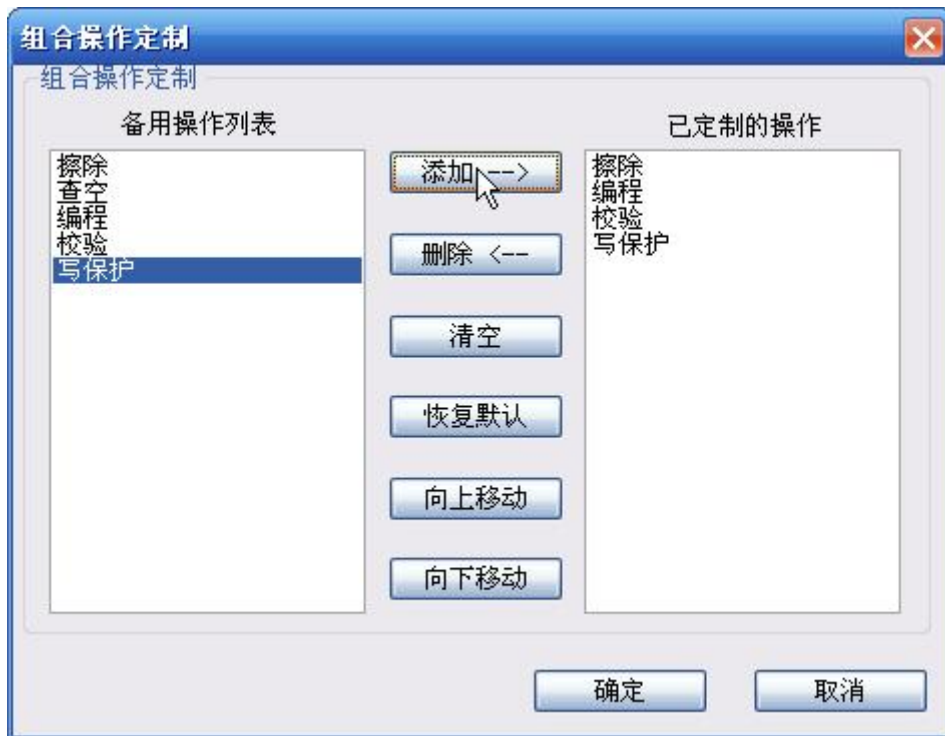 组合操作定制
组合操作定制
备用操作列表
擦除
查空
编程
校验
写保护
添加 -->
删除 <--
清空
恢复默认
向上移动
向下移动
已定制的操作
擦除
编程
校验
写保护
确定
取消